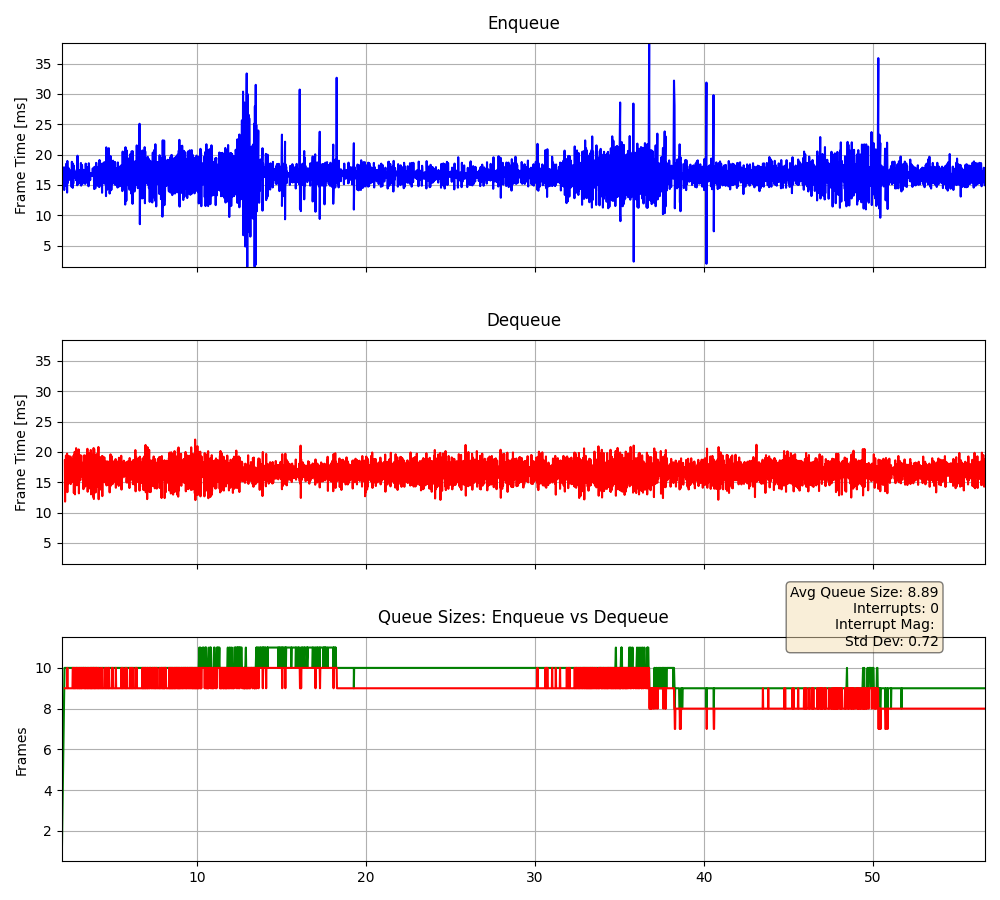 Enqueue
Frame Time [ms]
35
30
25
20
15
10
5
Dequeue
Frame Time [ms]
35
30
25
20
15
10
5
Avg Queue Size: 8.89
Interrupts: 0
Interrupt Mag:
Std Dev: 0.72
Queue Sizes: Enqueue vs Dequeue
Frames
10
8
6
4
2
10 20 30 40 50